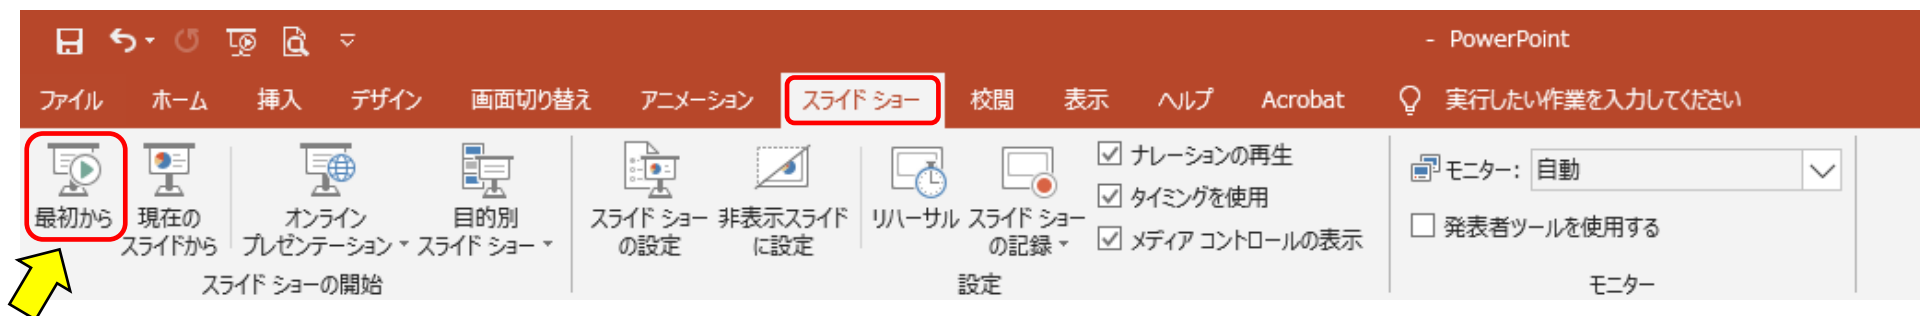 - PowerPoint
ファイル ホーム 挿入 デザイン 画面切り替え アニメーション スライド ショー 校閲 表示 ヘルプ Acrobat 実行したい作業を入力してください
最初から
現在の
スライドから
オンライン
プレゼンテーション
目的別
スライド ショー
スライド ショーの開始
スライド ショー
の設定
非表示スライド
に設定
リハーサル
スライド ショー
の記録
ナレーションの再生
タイミングを使用
メディア コントロールの表示
設定
モニター: 自動
発表者ツールを使用する
モニター